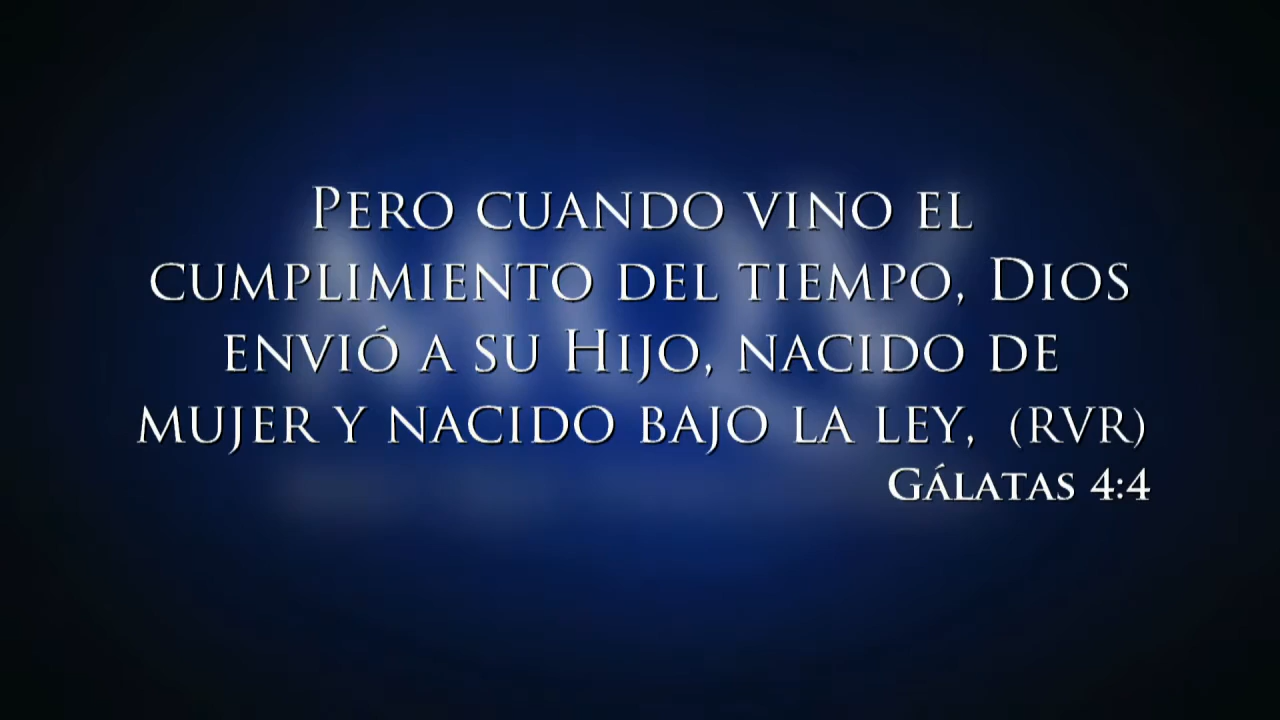 Pero cuando vino el
cumplimiento del tiempo, Dios
envió a su Hijo, nacido de
mujer y nacido bajo la ley, (RVR)
Gálatas 4:4